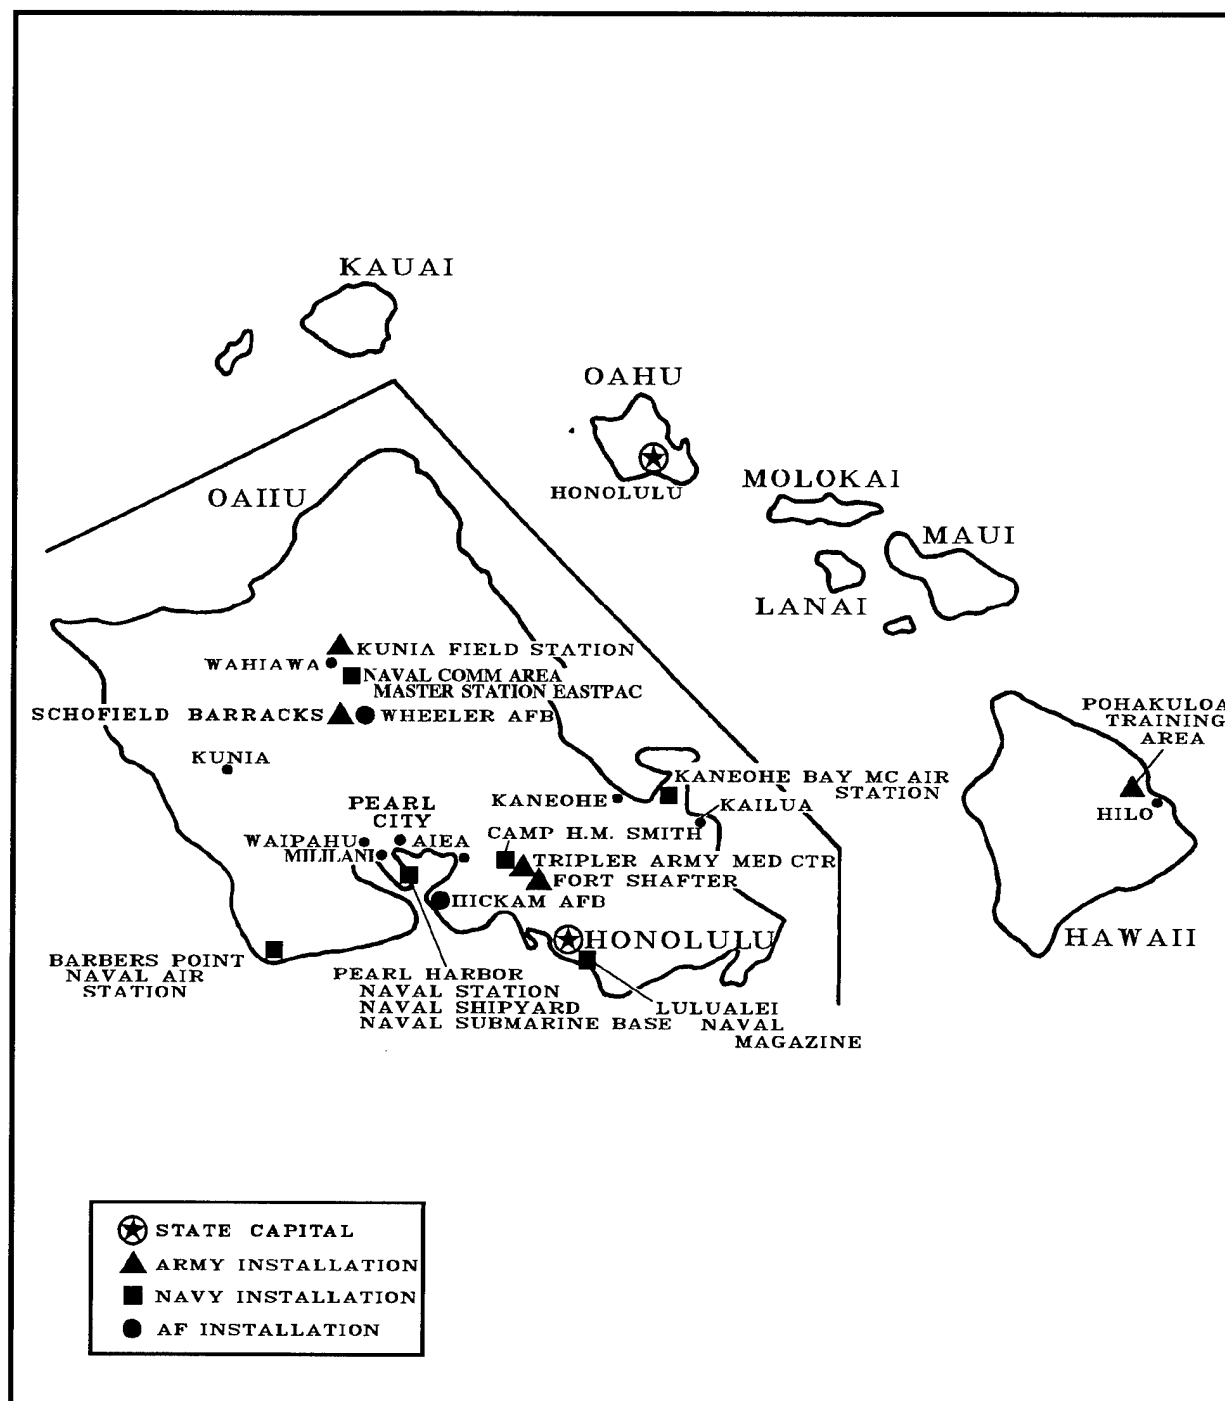 KAUAI
OAHU
HONOLULU
MOLOKAI
MAUI
LANAI
OAHU
KUNIA FIELD STATION
WAHIAWA
NAVAL COMM AREA
MASTER STATION EASTPAC
SCHOFIELD BARRACKS
WHEELER AFB
KUNIA
POHAKULOA
TRAINING
AREA
HILO
HAWAII
KANEOHE BAY MC AIR
STATION
KANEOHE
KAILUA
PEARL
CITY
CAMP H.M. SMITH
WAIPAHU
AIEA
MILILANI
TRIPLER ARMY MED CTR
FORT SHAFTER
HICKAM AFB
HONOLULU
BARBERS POINT
NAVAL AIR
STATION
PEARL HARBOR
NAVAL STATION
NAVAL SHIPYARD
NAVAL SUBMARINE BASE
LULUALEI
NAVAL
MAGAZINE
STATE CAPITAL
ARMY INSTALLATION
NAVY INSTALLATION
AF INSTALLATION